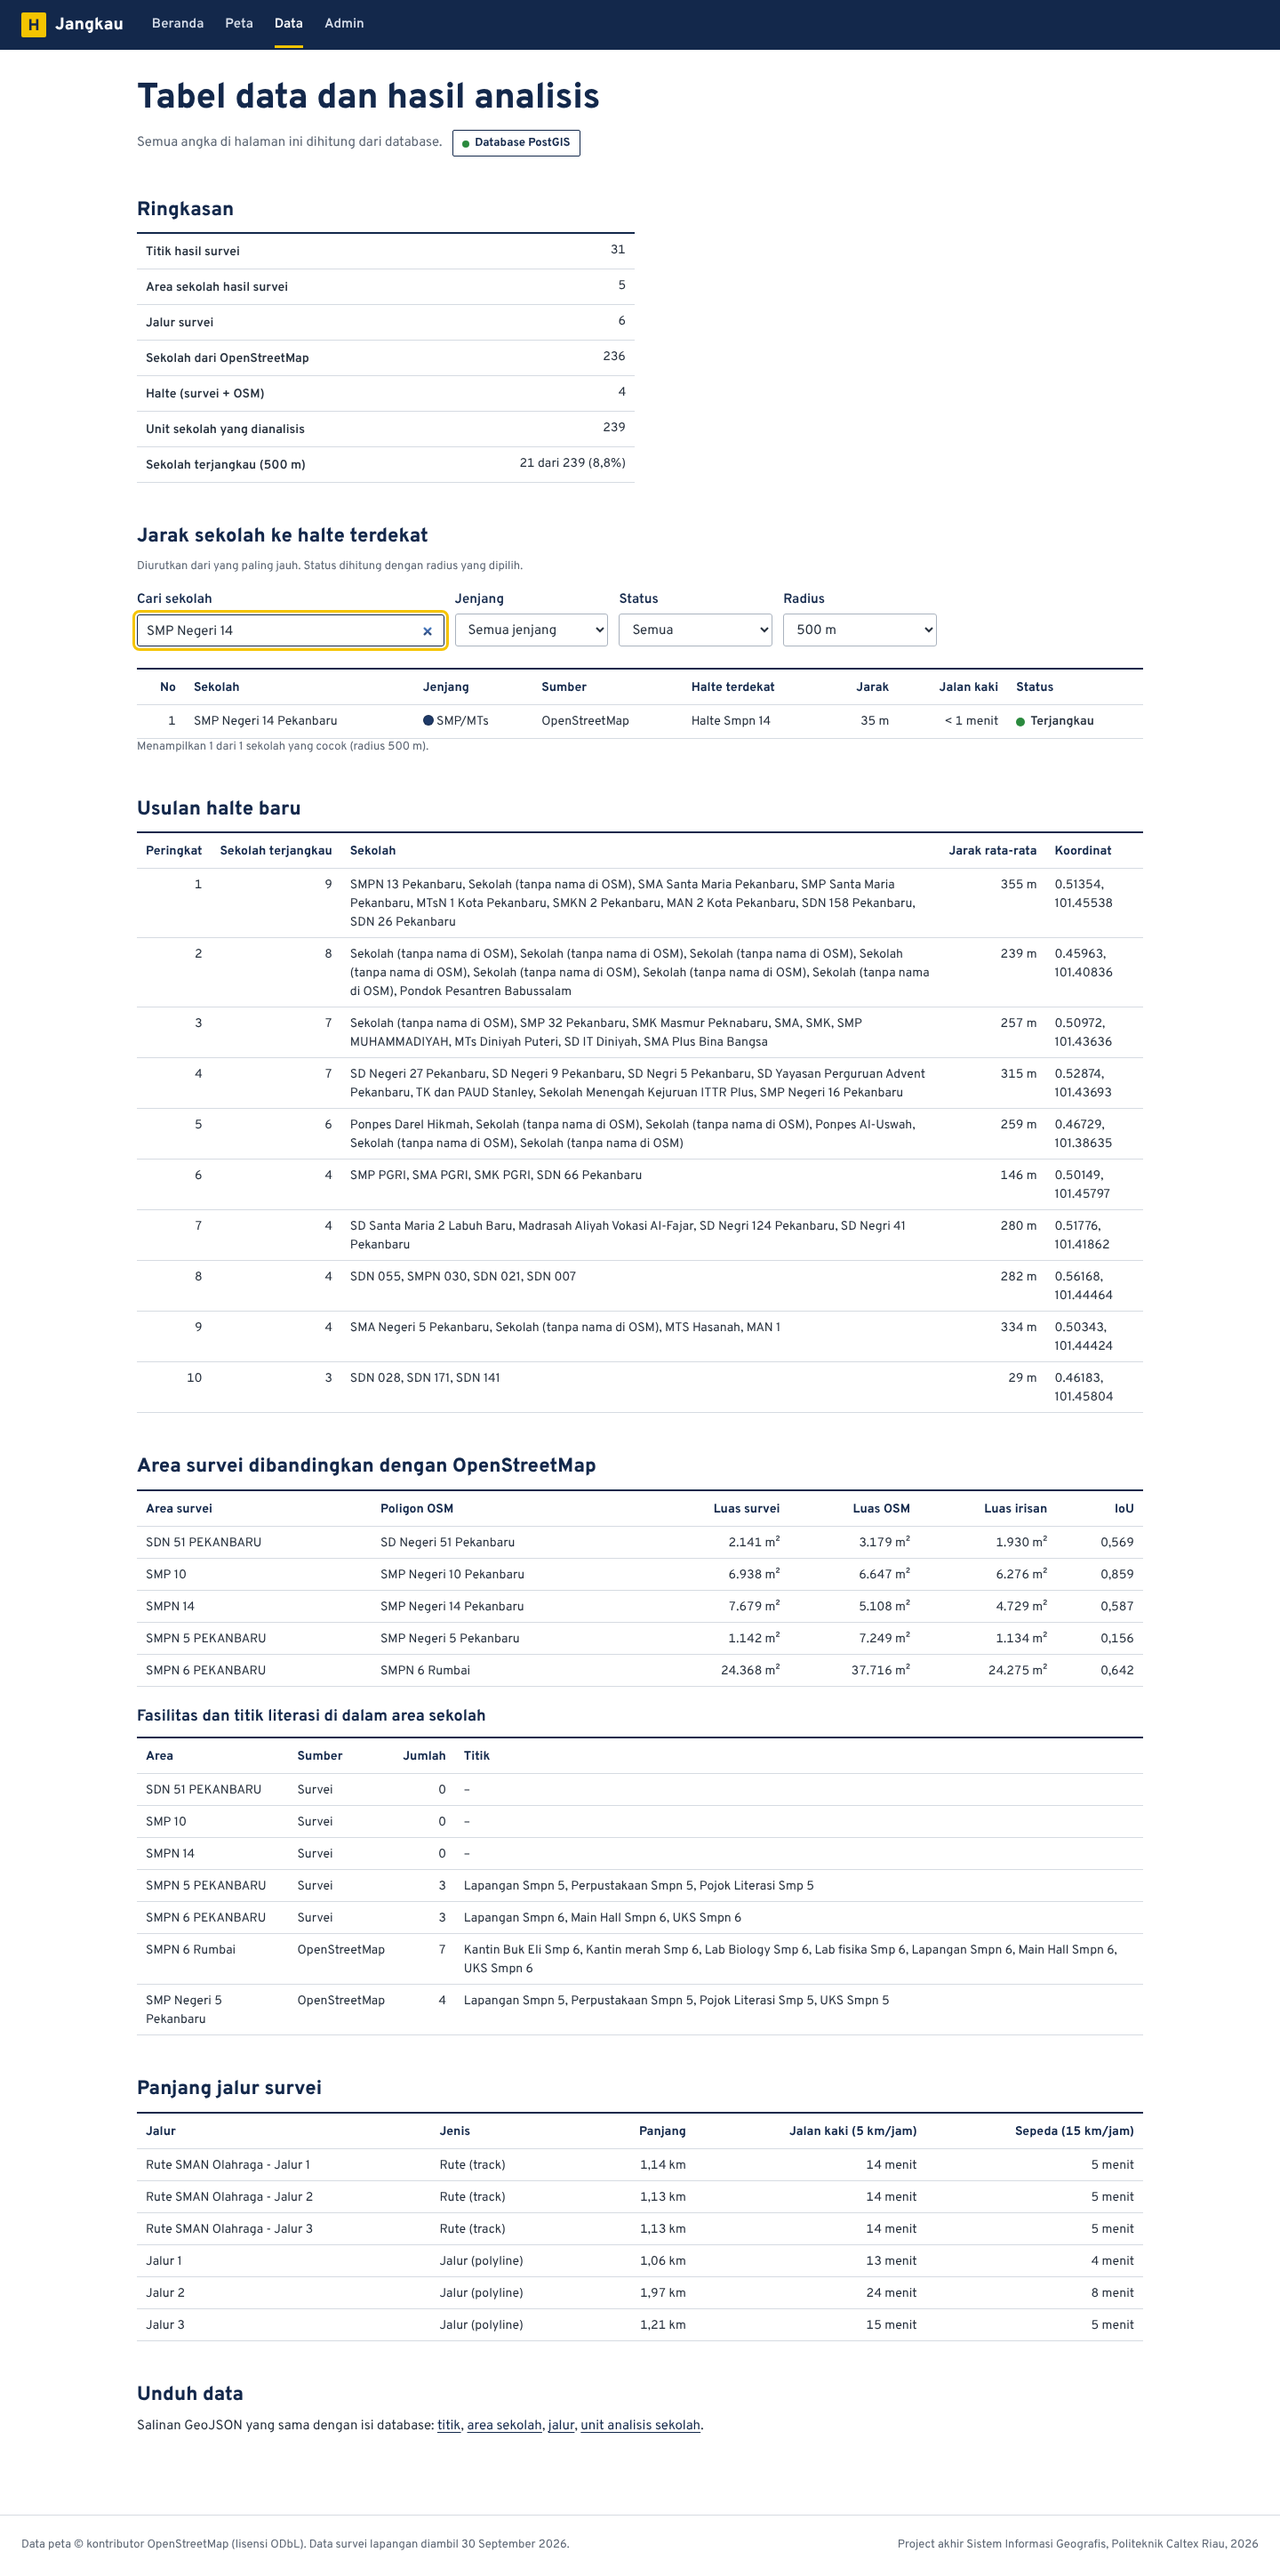 H Jangkau Beranda Peta Data Admin
Tabel data dan hasil analisis
Semua angka di halaman ini dihitung dari database. Database PostGIS
Ringkasan
Titik hasil survei 31
Area sekolah hasil survei 5
Jalur survei 6
Sekolah dari OpenStreetMap 236
Halte (survei + OSM) 4
Unit sekolah yang dianalisis 239
Sekolah terjangkau (500 m) 21 dari 239 (8,8%)
Jarak sekolah ke halte terdekat
Diurutkan dari yang paling jauh. Status dihitung dengan radius yang dipilih.
Cari sekolah Jenjang Status Radius
SMP Negeri 14 × Semua jenjang Semua 500 m
No Sekolah Jenjang Sumber Halte terdekat Jarak Jalan kaki Status
1 SMP Negeri 14 Pekanbaru SMP/MTs OpenStreetMap Halte Smpn 14 35 m < 1 menit Terjangkau
Menampilkan 1 dari 1 sekolah yang cocok (radius 500 m).
Usulan halte baru
Peringkat Sekolah terjangkau Sekolah Jarak rata-rata Koordinat
1 9 SMPN 13 Pekanbaru, Sekolah (tanpa nama di OSM), SMA Santa Maria Pekanbaru, SMP Santa Maria 355 m 0.51354,
Pekanbaru, MTsN 1 Kota Pekanbaru, SMKN 2 Pekanbaru, MAN 2 Kota Pekanbaru, SDN 158 Pekanbaru, 101.45538
SDN 26 Pekanbaru
2 8 Sekolah (tanpa nama di OSM), Sekolah (tanpa nama di OSM), Sekolah (tanpa nama di OSM), Sekolah 239 m 0.45963,
(tanpa nama di OSM), Sekolah (tanpa nama di OSM), Sekolah (tanpa nama di OSM), Sekolah (tanpa nama 101.40836
di OSM), Pondok Pesantren Babussalam
3 7 Sekolah (tanpa nama di OSM), SMP 32 Pekanbaru, SMK Masmur Peknabaru, SMA, SMK, SMP 257 m 0.50972,
MUHAMMADIYAH, MTs Diniyah Puteri, SD IT Diniyah, SMA Plus Bina Bangsa 101.43636
4 7 SD Negeri 27 Pekanbaru, SD Negeri 9 Pekanbaru, SD Negri 5 Pekanbaru, SD Yayasan Perguruan Advent 315 m 0.52874,
Pekanbaru, TK dan PAUD Stanley, Sekolah Menengah Kejuruan ITTR Plus, SMP Negeri 16 Pekanbaru 101.43693
5 6 Ponpes Darel Hikmah, Sekolah (tanpa nama di OSM), Sekolah (tanpa nama di OSM), Ponpes Al-Uswah, 259 m 0.46729,
Sekolah (tanpa nama di OSM), Sekolah (tanpa nama di OSM) 101.38635
6 4 SMP PGRI, SMA PGRI, SMK PGRI, SDN 66 Pekanbaru 146 m 0.50149,
101.45797
7 4 SD Santa Maria 2 Labuh Baru, Madrasah Aliyah Vokasi Al-Fajar, SD Negri 124 Pekanbaru, SD Negri 41 280 m 0.51776,
Pekanbaru 101.41862
8 4 SDN 055, SMPN 030, SDN 021, SDN 007 282 m 0.56168,
101.44464
9 4 SMA Negeri 5 Pekanbaru, Sekolah (tanpa nama di OSM), MTS Hasanah, MAN 1 334 m 0.50343,
101.44424
10 3 SDN 028, SDN 171, SDN 141 29 m 0.46183,
101.45804
Area survei dibandingkan dengan OpenStreetMap
Area survei Poligon OSM Luas survei Luas OSM Luas irisan IoU
SDN 51 PEKANBARU SD Negeri 51 Pekanbaru 2.141 m² 3.179 m² 1.930 m² 0,569
SMP 10 SMP Negeri 10 Pekanbaru 6.938 m² 6.647 m² 6.276 m² 0,859
SMPN 14 SMP Negeri 14 Pekanbaru 7.679 m² 5.108 m² 4.729 m² 0,587
SMPN 5 PEKANBARU SMP Negeri 5 Pekanbaru 1.142 m² 7.249 m² 1.134 m² 0,156
SMPN 6 PEKANBARU SMPN 6 Rumbai 24.368 m² 37.716 m² 24.275 m² 0,642
Fasilitas dan titik literasi di dalam area sekolah
Area Sumber Jumlah Titik
SDN 51 PEKANBARU Survei 0 –
SMP 10 Survei 0 –
SMPN 14 Survei 0 –
SMPN 5 PEKANBARU Survei 3 Lapangan Smpn 5, Perpustakaan Smpn 5, Pojok Literasi Smp 5
SMPN 6 PEKANBARU Survei 3 Lapangan Smpn 6, Main Hall Smpn 6, UKS Smpn 6
SMPN 6 Rumbai OpenStreetMap 7 Kantin Buk Eli Smp 6, Kantin merah Smp 6, Lab Biology Smp 6, Lab fisika Smp 6, Lapangan Smpn 6, Main Hall Smpn 6,
UKS Smpn 6
SMP Negeri 5 OpenStreetMap 4 Lapangan Smpn 5, Perpustakaan Smpn 5, Pojok Literasi Smp 5, UKS Smpn 5
Pekanbaru
Panjang jalur survei
Jalur Jenis Panjang Jalan kaki (5 km/jam) Sepeda (15 km/jam)
Rute SMAN Olahraga - Jalur 1 Rute (track) 1,14 km 14 menit 5 menit
Rute SMAN Olahraga - Jalur 2 Rute (track) 1,13 km 14 menit 5 menit
Rute SMAN Olahraga - Jalur 3 Rute (track) 1,13 km 14 menit 5 menit
Jalur 1 Jalur (polyline) 1,06 km 13 menit 4 menit
Jalur 2 Jalur (polyline) 1,97 km 24 menit 8 menit
Jalur 3 Jalur (polyline) 1,21 km 15 menit 5 menit
Unduh data
Salinan GeoJSON yang sama dengan isi database: titik, area sekolah, jalur, unit analisis sekolah.
Data peta © kontributor OpenStreetMap (lisensi ODbL). Data survei lapangan diambil 30 September 2026. Project akhir Sistem Informasi Geografis, Politeknik Caltex Riau, 2026